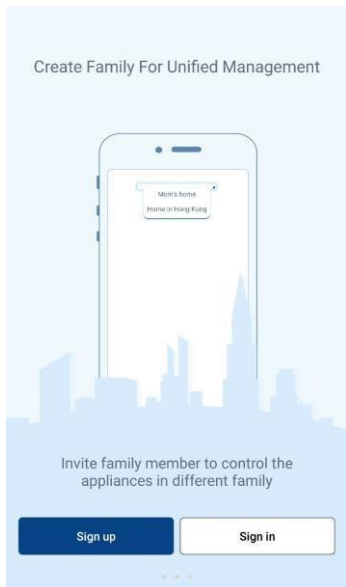 Create Family For Unified Management
Mom's home
Home in Hong Kong
Invite family member to control the
appliances in different family
Sign up
Sign in